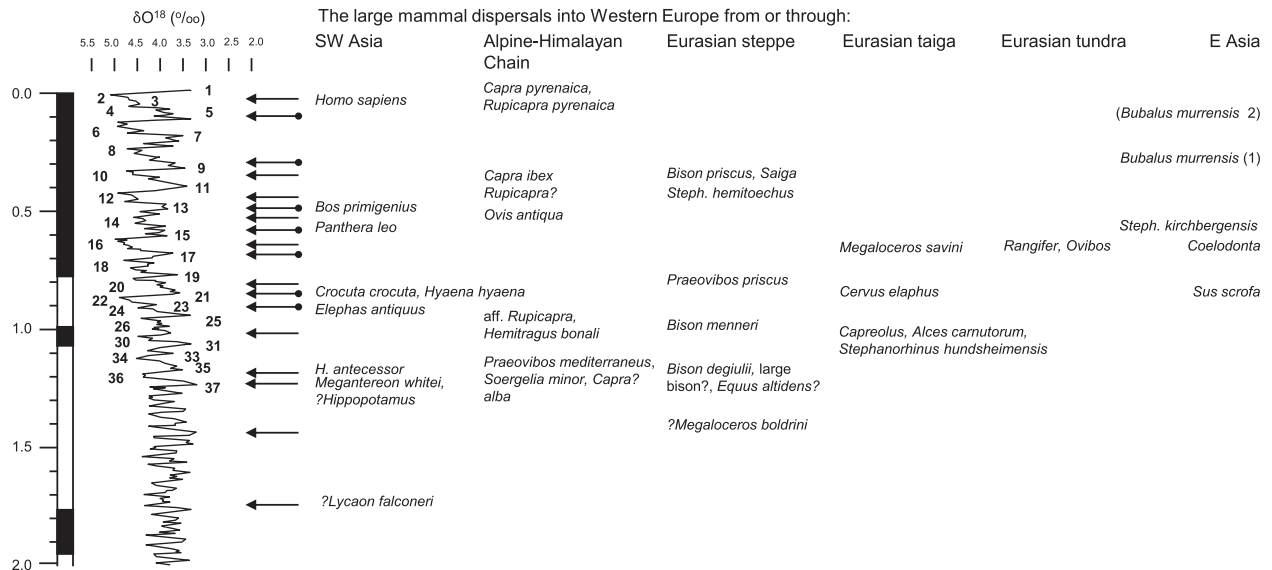 δO18 (o/oo)
The large mammal dispersals into Western Europe from or through:
5.5 5.0 4.5 4.0 3.5 3.0 2.5 2.0
SW Asia
Alpine-Himalayan
Chain
Eurasian steppe
Eurasian taiga
Eurasian tundra
E Asia
0.0
0.5
1.0
1.5
2.0
1
2
3
4
5
6
7
8
9
10
11
12
13
14
15
16
17
18
19
20
21
22
23
24
25
26
30
31
33
34
35
36
37
Homo sapiens
Bos primigenius
Panthera leo
Crocuta crocuta, Hyaena hyaena
Elephas antiquus
H. antecessor
Megantereon whitei,
?Hippopotamus
?Lycaon falconeri
Capra pyrenaica,
Rupicapra pyrenaica
Capra ibex
Rupicapra?
Ovis antiqua
aff. Rupicapra,
Hemitragus bonali
Praeovibos mediterraneus,
Soergelia minor, Capra?
alba
Bison priscus, Saiga
Steph. hemitoechus
Praeovibos priscus
Bison menneri
Bison degiulii, large
bison?, Equus altidens?
?Megaloceros boldrini
Megaloceros savini
Cervus elaphus
Capreolus, Alces carnutorum,
Stephanorhinus hundsheimensis
Rangifer, Ovibos
(Bubalus murrensis 2)
Bubalus murrensis (1)
Steph. kirchbergensis
Coelodonta
Sus scrofa